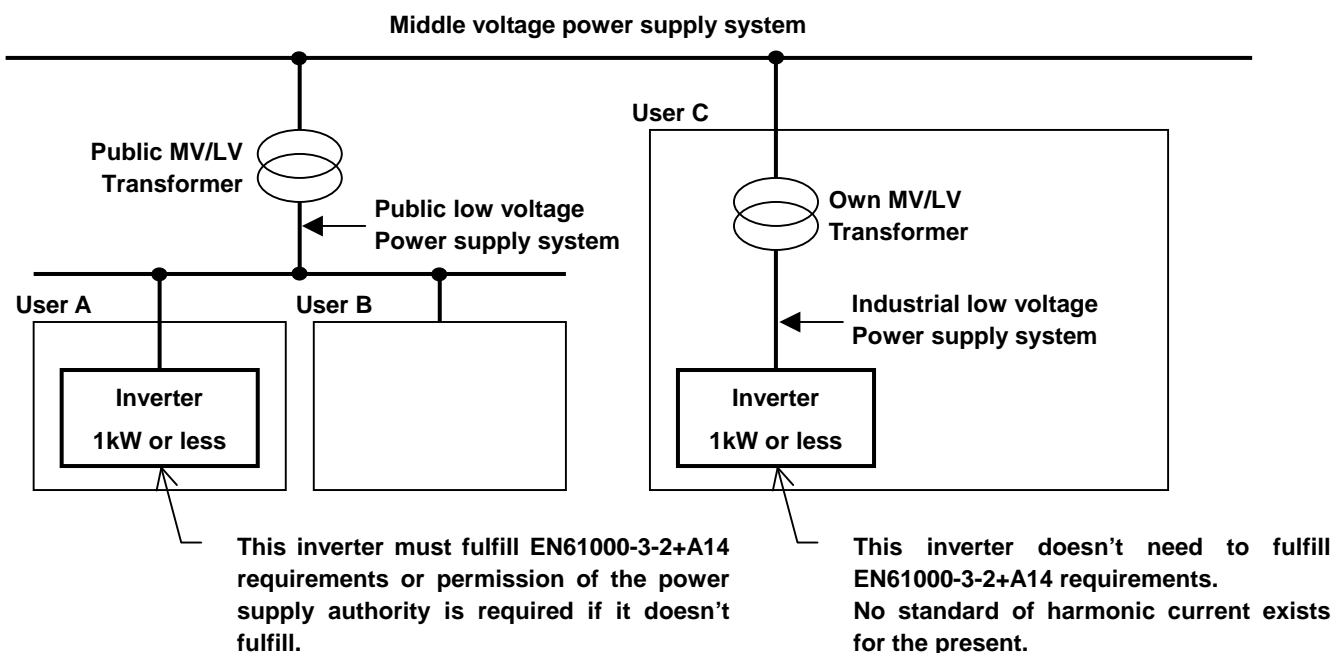 Middle voltage power supply system
User C
Public MV/LV
Transformer
Own MV/LV
Transformer
Public low voltage
Power supply system
User A
User B
Industrial low voltage
Power supply system
Inverter
1kW or less
Inverter
1kW or less
This inverter must fulfill EN61000-3-2+A14
requirements or permission of the power
supply authority is required if it doesn’t
fulfill.
This inverter doesn’t need to fulfill
EN61000-3-2+A14 requirements.
No standard of harmonic current exists
for the present.